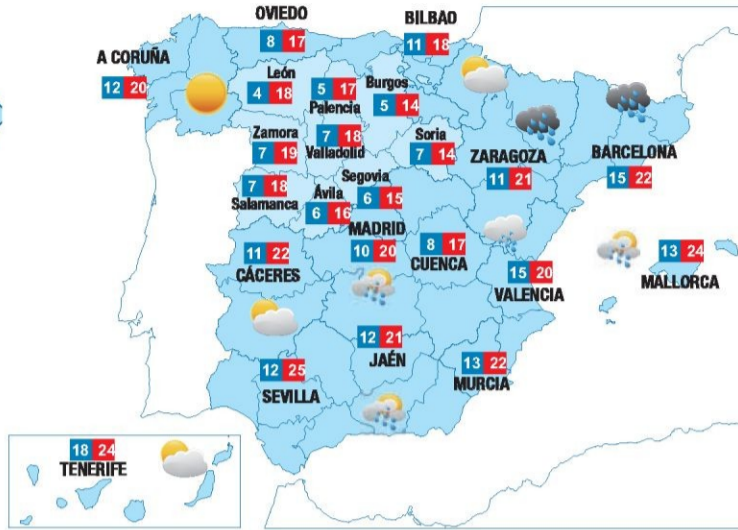 OVIEDO
8 17
BILBAO
11 18
A CORUÑA
12 20
León
4 18
5 17
Palencia
Burgos
5 14
Zamora
7 19
7 18
Valladolid
Soria
7 14
ZARAGOZA
11 21
BARCELONA
15 22
7 18
Salamanca
Ávila
6 16
Segovia
6 15
MADRID
10 20
8 17
CUENCA
11 22
CÁCERES
15 20
VALENCIA
13 24
MALLORCA
12 21
JAÉN
12 25
SEVILLA
13 22
MURCIA
18 24
TENERIFE